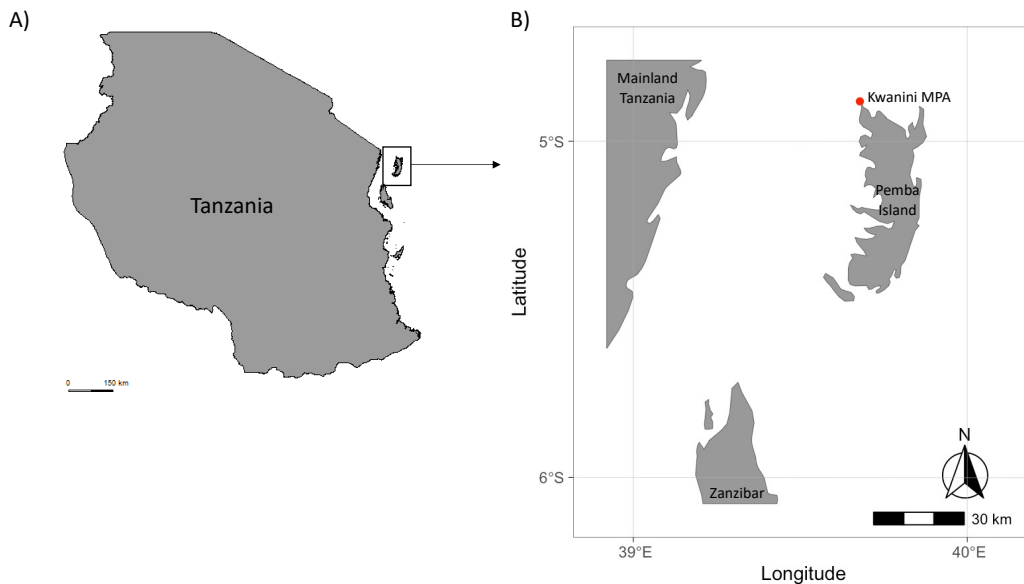 A)
Tanzania
0 150 km
B)
Mainland
Tanzania
Kwanini MPA
5°S
Pemba
Island
Latitude
N
6°S
Zanzibar
30 km
39°E
40°E
Longitude